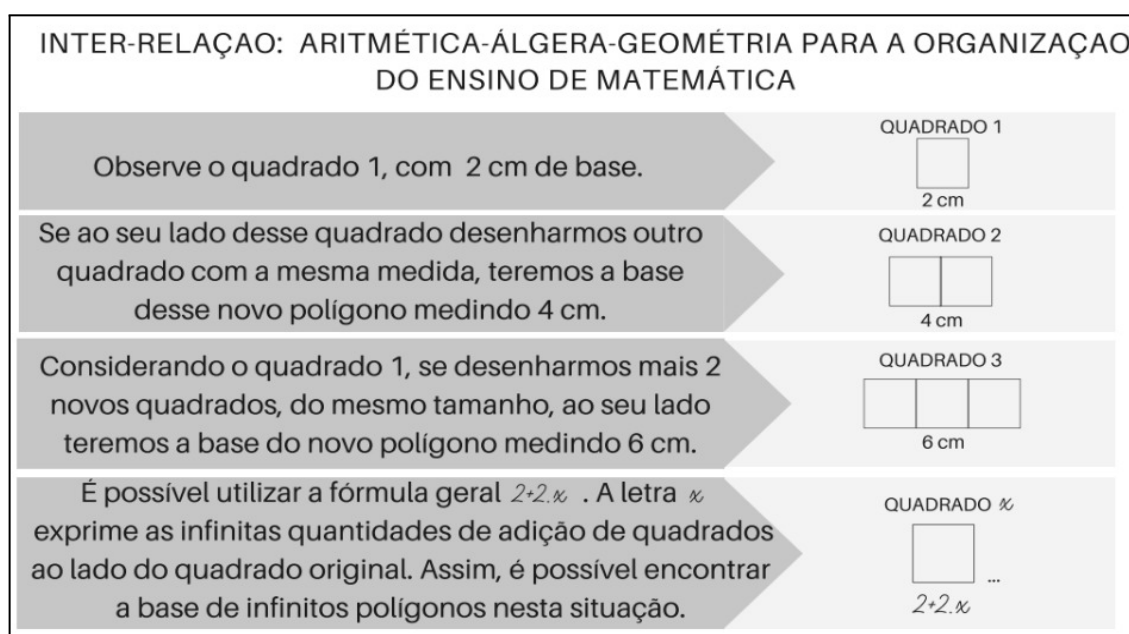 INTER-RELAÇAO: ARITMÉTICA-ÁLGERA-GEOMÉTRIA PARA A ORGANIZAÇAO
DO ENSINO DE MATEMÁTICA
Observe o quadrado 1, com 2 cm de base.
QUADRADO 1
2 cm
Se ao seu lado desse quadrado desenharmos outro
quadrado com a mesma medida, teremos a base
desse novo polígono medindo 4 cm.
QUADRADO 2
4 cm
Considerando o quadrado 1, se desenharmos mais 2
novos quadrados, do mesmo tamanho, ao seu lado
teremos a base do novo polígono medindo 6 cm.
QUADRADO 3
6 cm
É possível utilizar a fórmula geral 2+2.x . A letra x
exprime as infinitas quantidades de adição de quadrados
ao lado do quadrado original. Assim, é possível encontrar
a base de infinitos polígonos nesta situação.
QUADRADO x
...
2+2.x